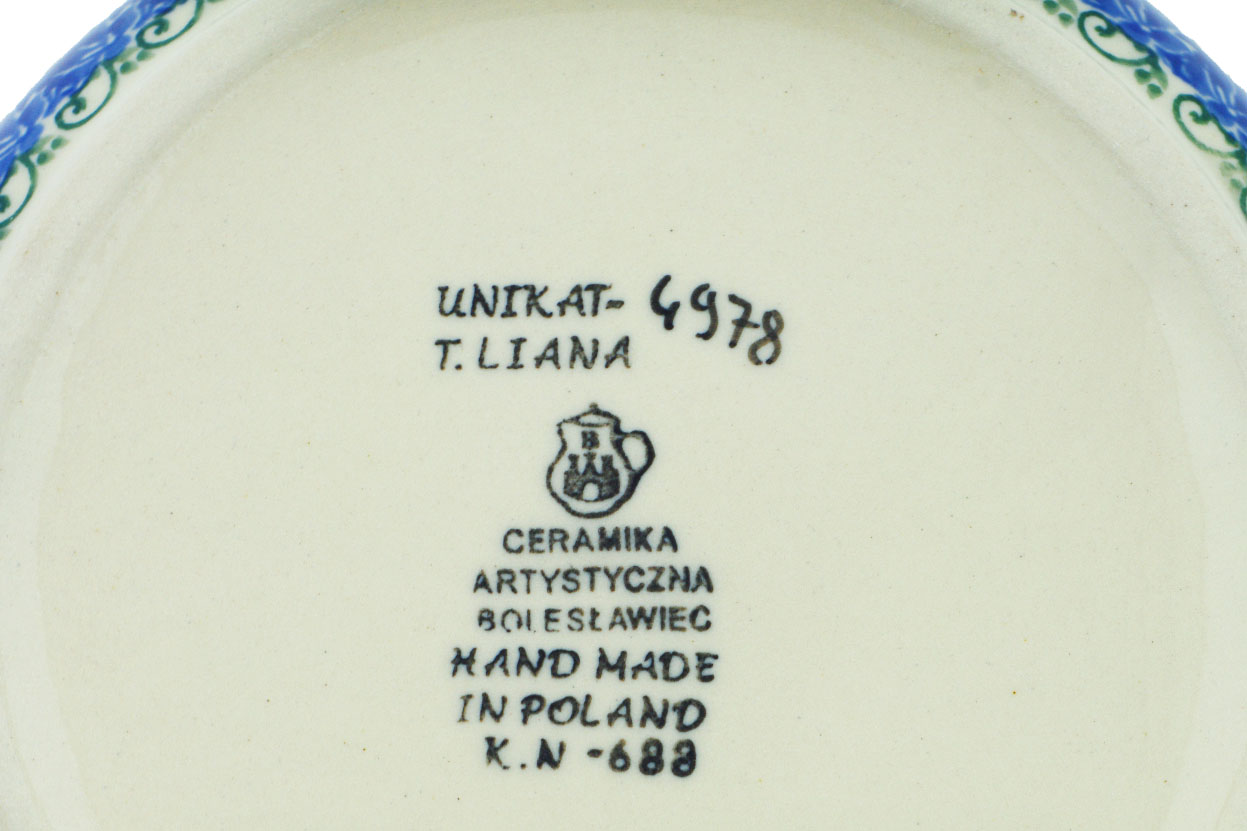 UNIKAT- 4978
T. LIANA
B
CERAMIKA
ARTYSTYCZNA
BOLESŁAWIEC
HAND MADE
IN POLAND
K.N -688